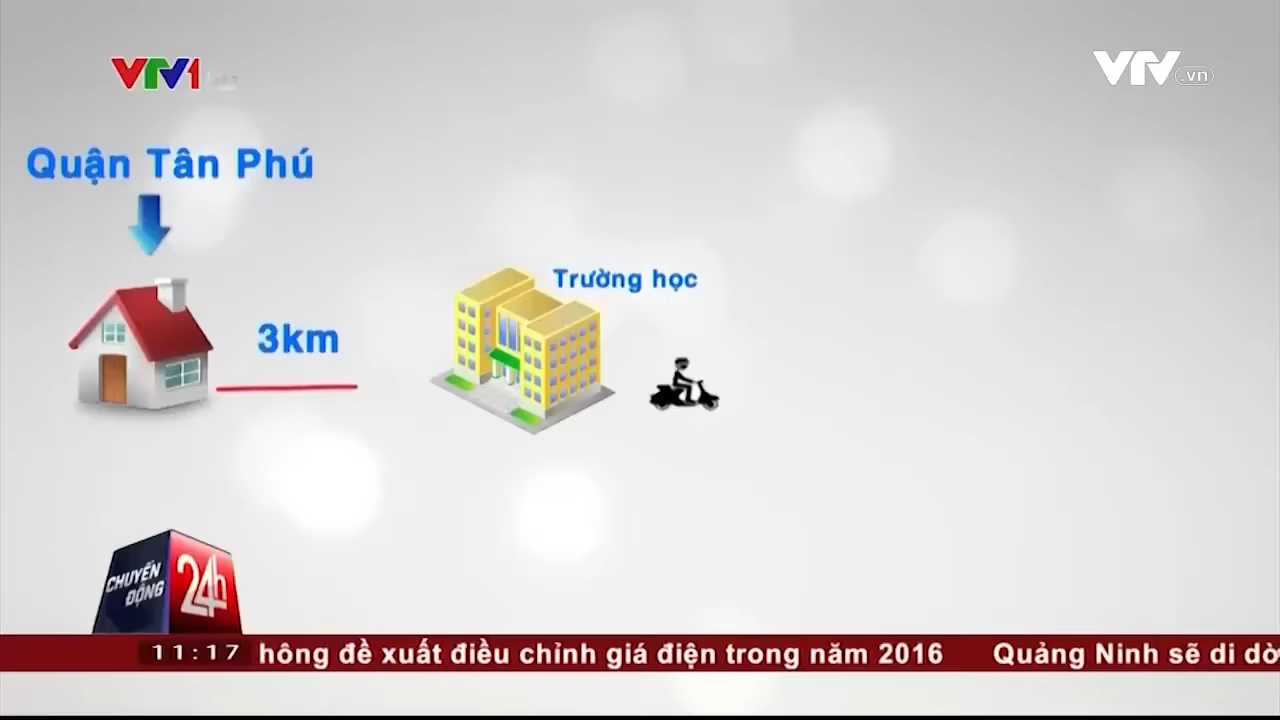 VTV1
VTV.vn
Quận Tân Phú
3km
Trường học
CHUYỂN
ĐỘNG
24h
11:17
hông đề xuất điều chỉnh giá điện trong năm 2016
Quảng Ninh sẽ di dờ